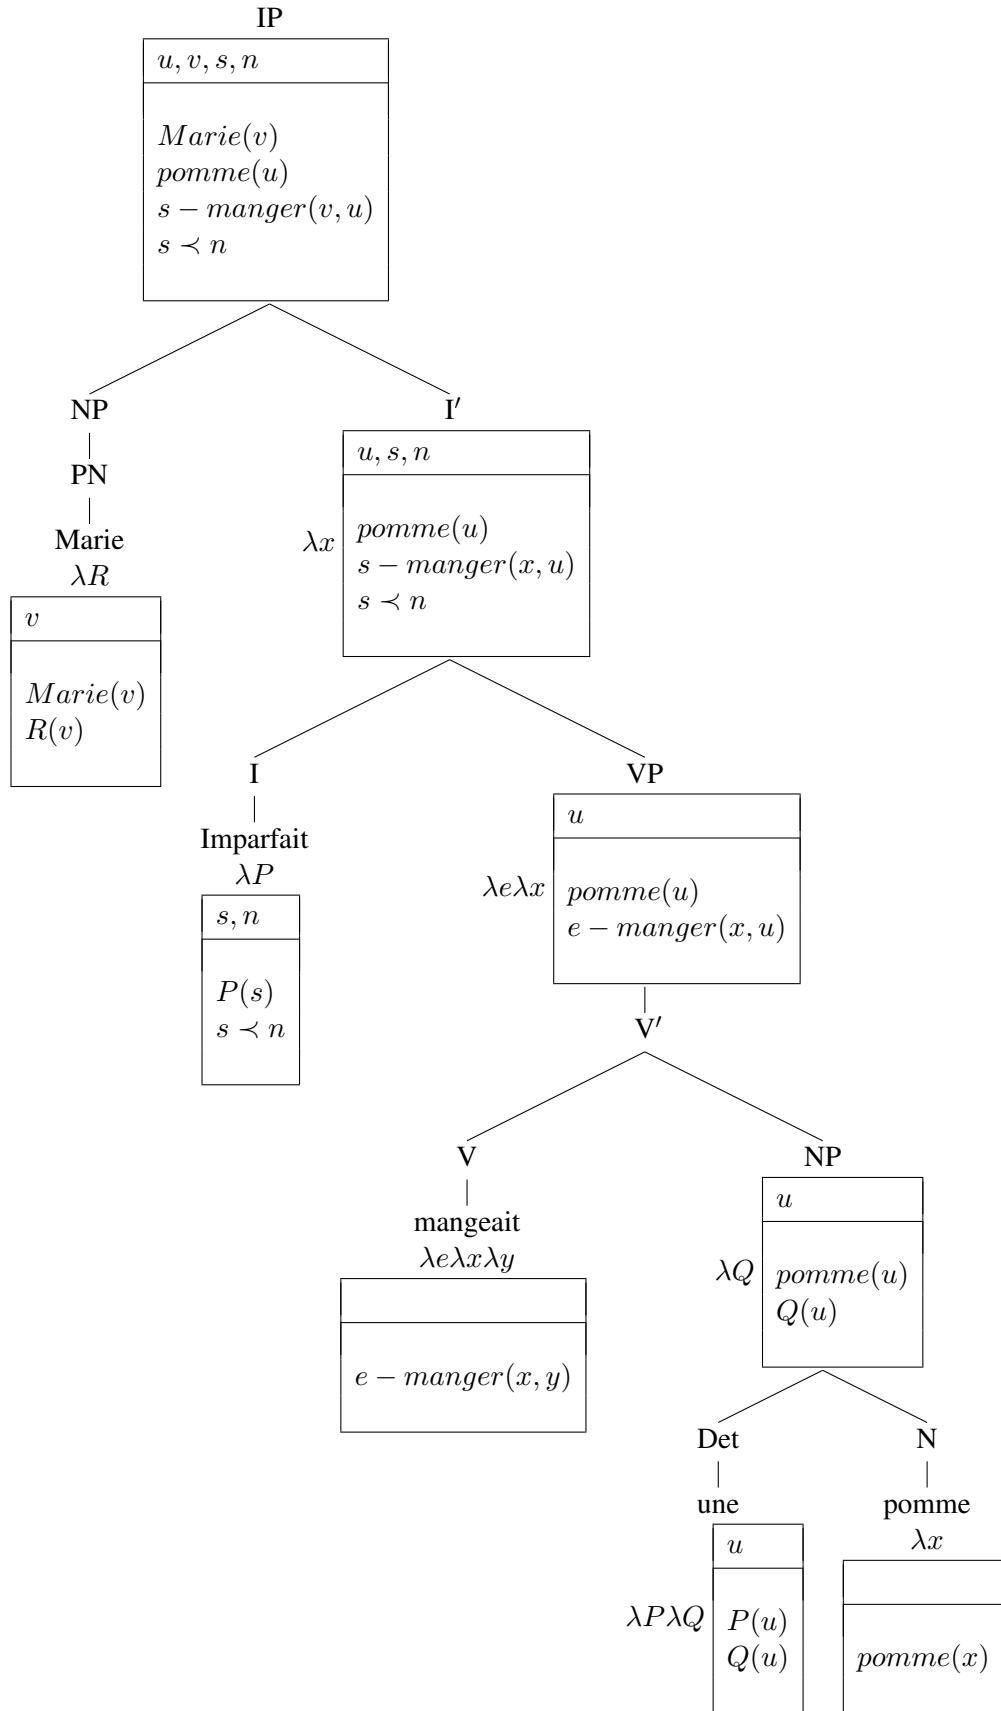 IP
u, v, s, n
Marie(v)
pomme(u)
s − manger(v, u)
s ≺ n
NP
I′
PN
Marie
λR
v
Marie(v)
R(v)
λx
u, s, n
pomme(u)
s − manger(x, u)
s ≺ n
I
VP
Imparfait
λP
s, n
P(s)
s ≺ n
λeλx
u
pomme(u)
e − manger(x, u)
V′
V
NP
mangeait
λeλxλy
e − manger(x, y)
λQ
u
pomme(u)
Q(u)
Det
N
une
pomme
λPλQ
u
P(u)
Q(u)
λx
pomme(x)